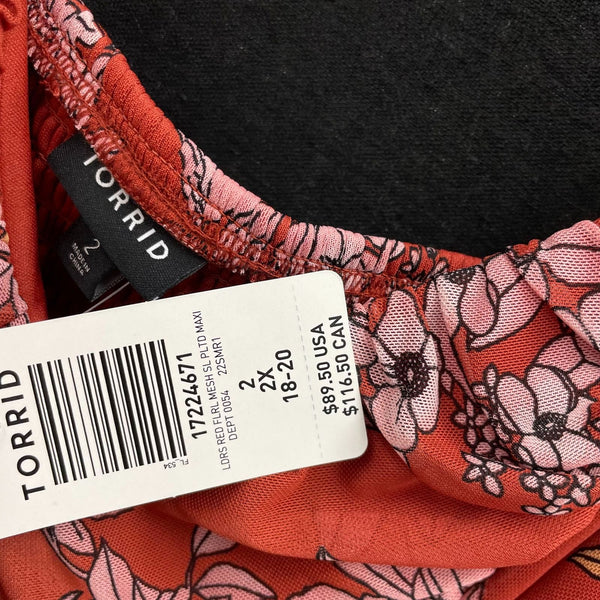 TORRID
2
MADE IN
CHINA
TORRID
17224671
LDRS RED FLRL MESH SL PLTD MAXI
DEPT 0054 22SMR1
FL_534
2
2X
18-20
$89.50 USA
$116.50 CAN